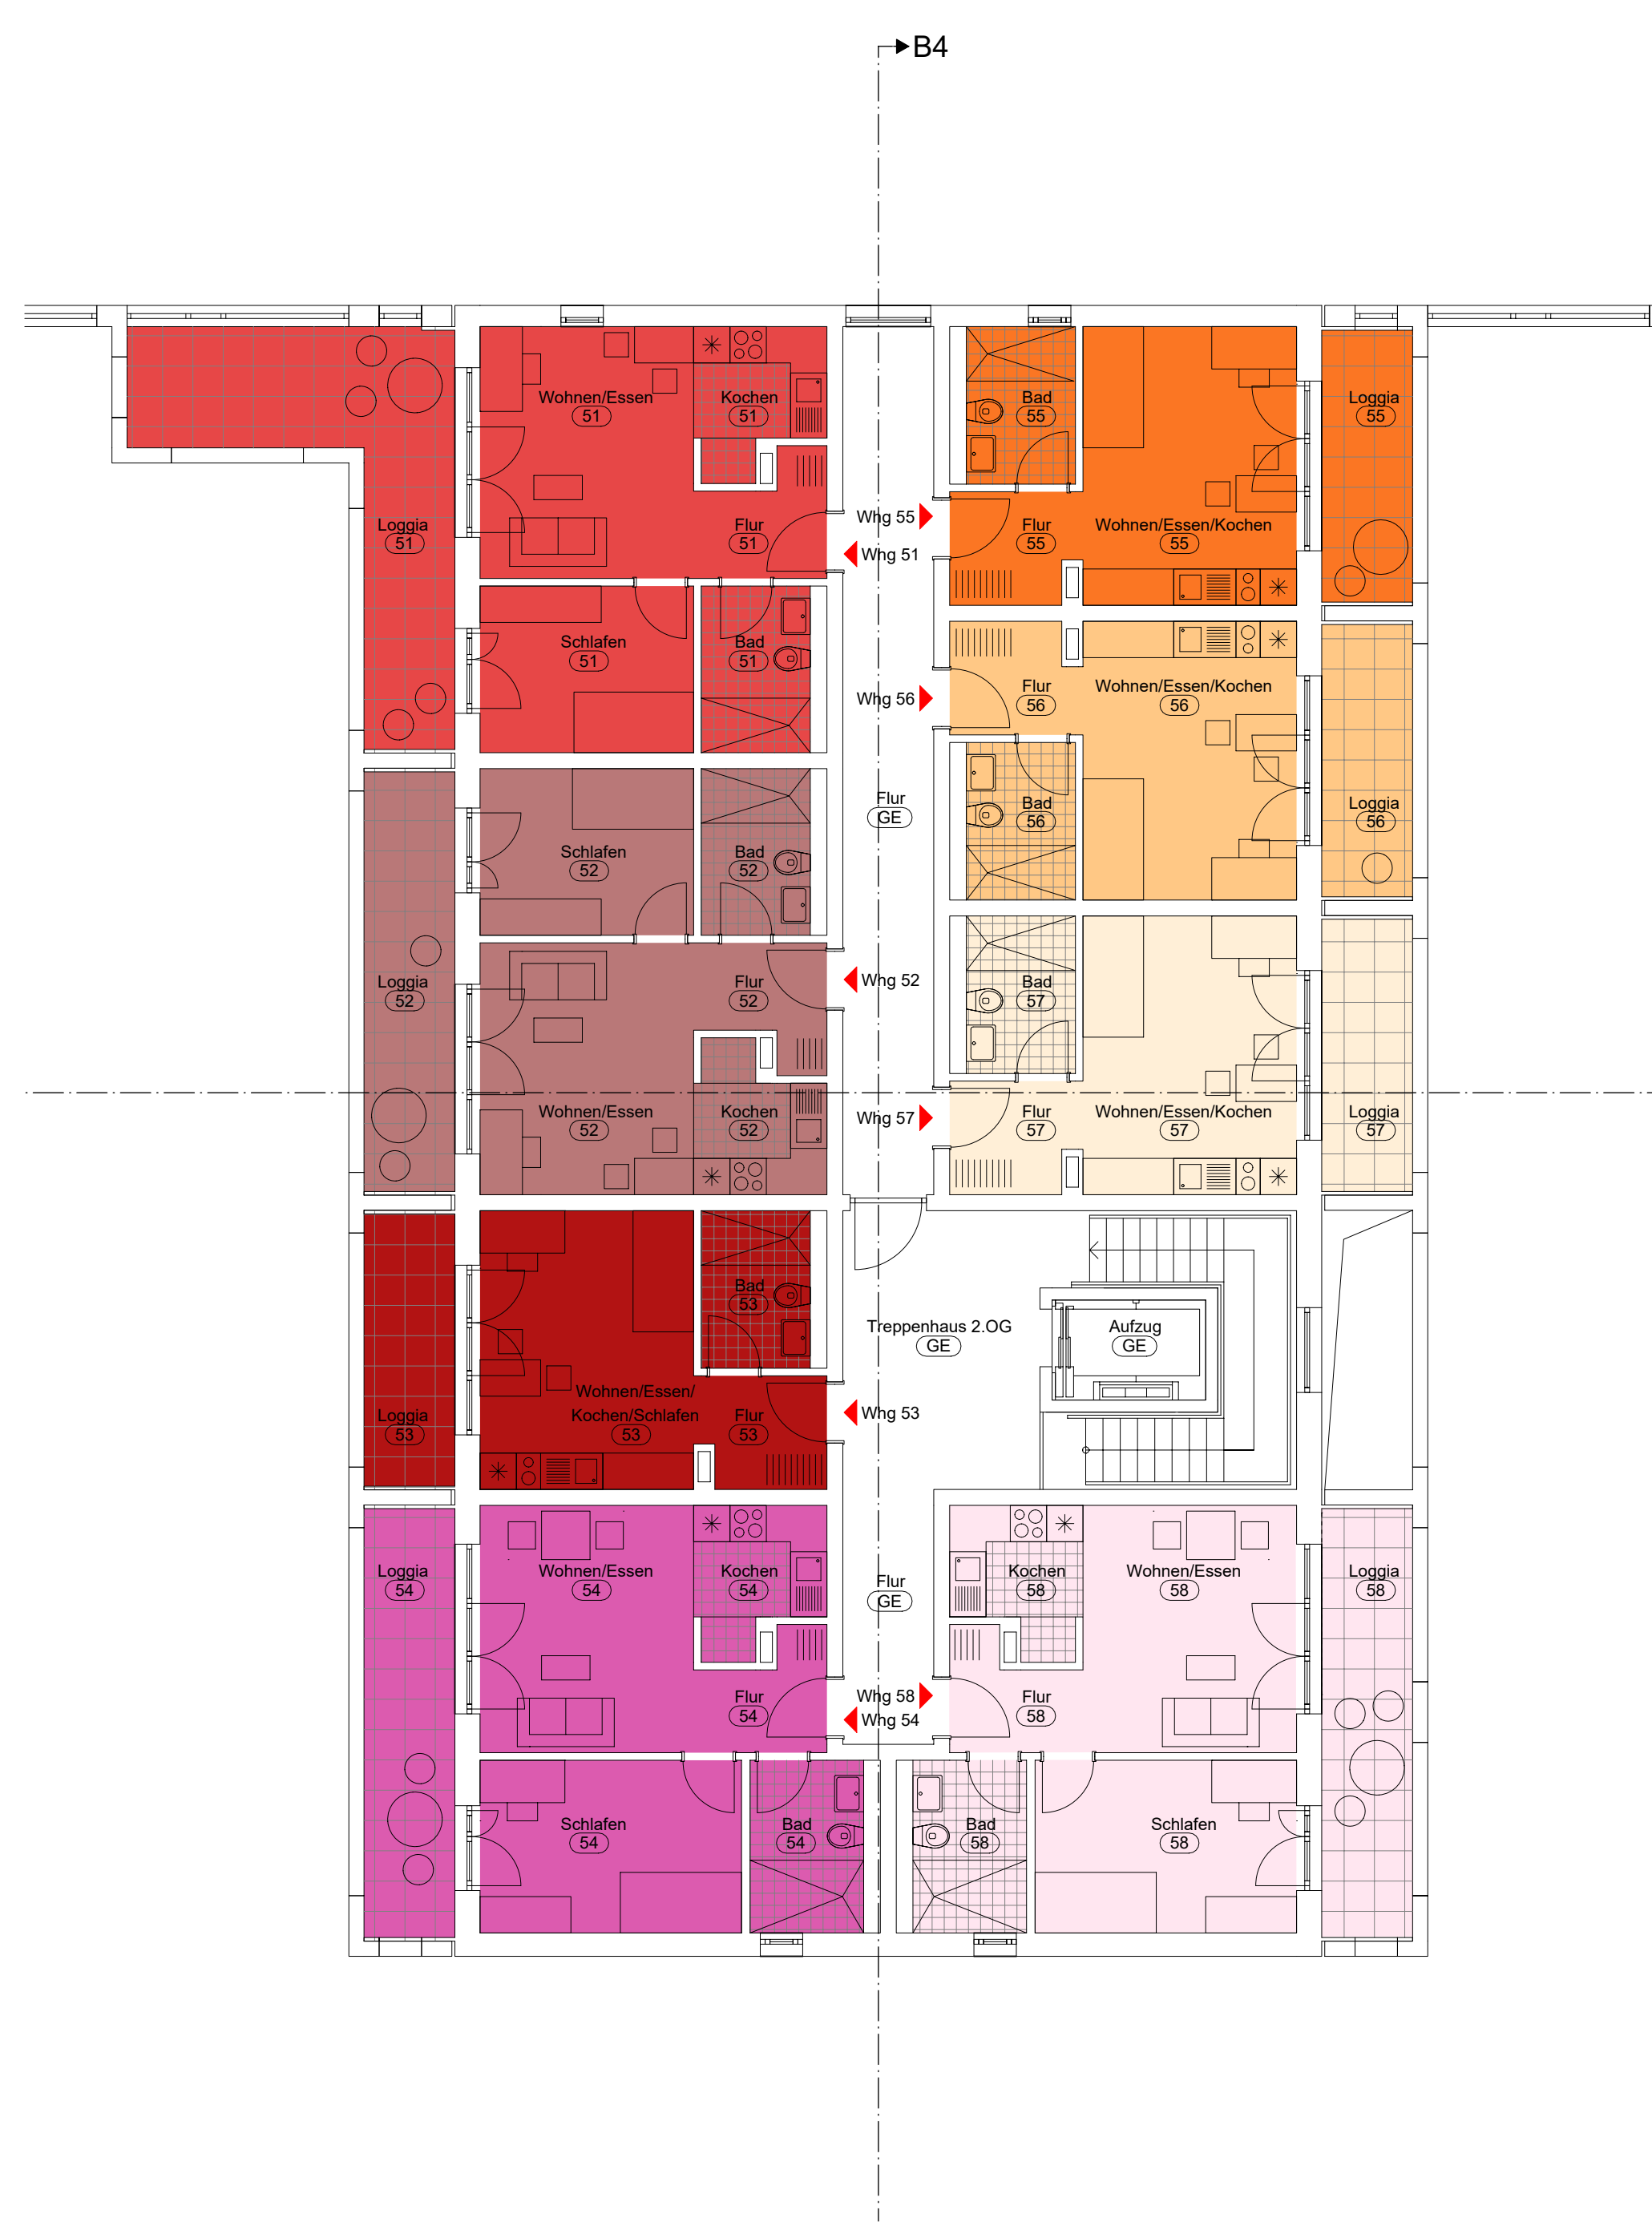 B4
Wohnen/Essen
51
Kochen
51
Bad
55
Loggia
55
Loggia
51
Flur
51
Whg 55
Whg 51
Flur
55
Wohnen/Essen/Kochen
55
Schlafen
51
Bad
51
Whg 56
Flur
56
Wohnen/Essen/Kochen
56
Flur
GE
Bad
56
Loggia
56
Schlafen
52
Bad
52
Loggia
52
Flur
52
Whg 52
Bad
57
Wohnen/Essen
52
Kochen
52
Whg 57
Flur
57
Wohnen/Essen/Kochen
57
Loggia
57
Bad
53
Treppenhaus 2.OG
GE
Aufzug
GE
Loggia
53
Wohnen/Essen/
Kochen/Schlafen
53
Flur
53
Whg 53
Loggia
54
Wohnen/Essen
54
Kochen
54
Flur
GE
Kochen
58
Wohnen/Essen
58
Loggia
58
Flur
54
Whg 58
Whg 54
Flur
58
Schlafen
54
Bad
54
Bad
58
Schlafen
58